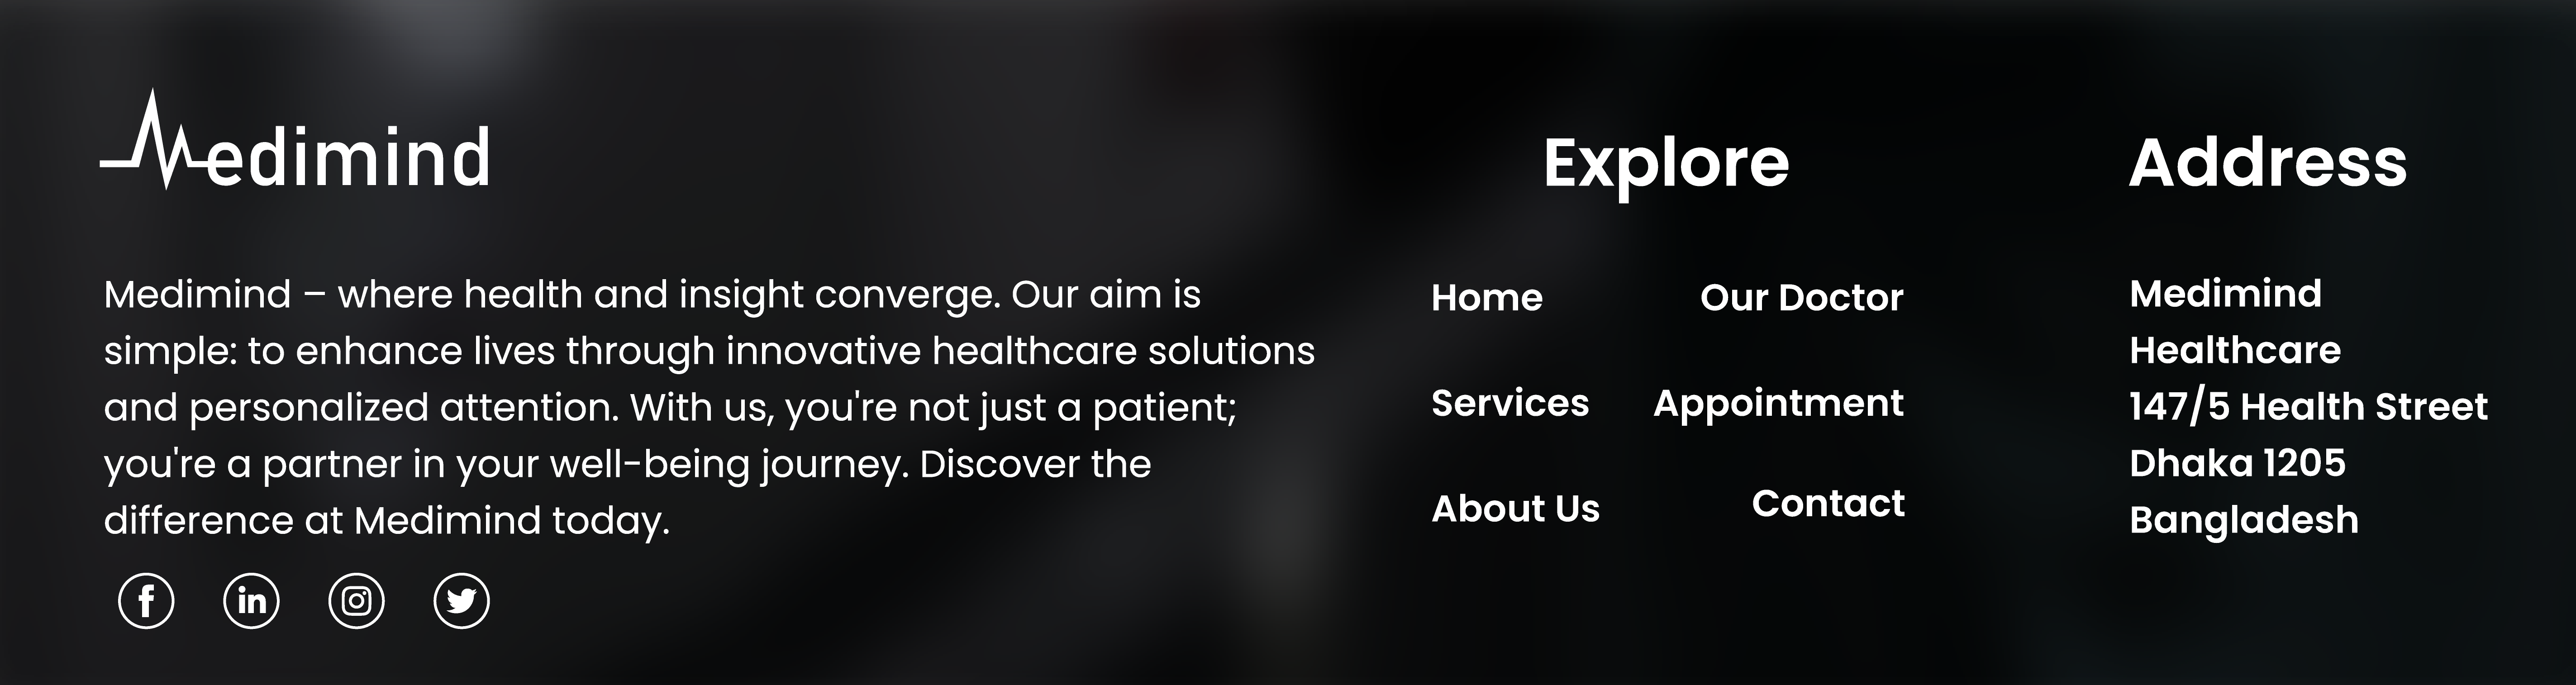 Medimind
Medimind – where health and insight converge. Our aim is
simple: to enhance lives through innovative healthcare solutions
and personalized attention. With us, you're not just a patient;
you're a partner in your well-being journey. Discover the
difference at Medimind today.
Explore
Home
Our Doctor
Services
Appointment
About Us
Contact
Address
Medimind
Healthcare
147/5 Health Street
Dhaka 1205
Bangladesh